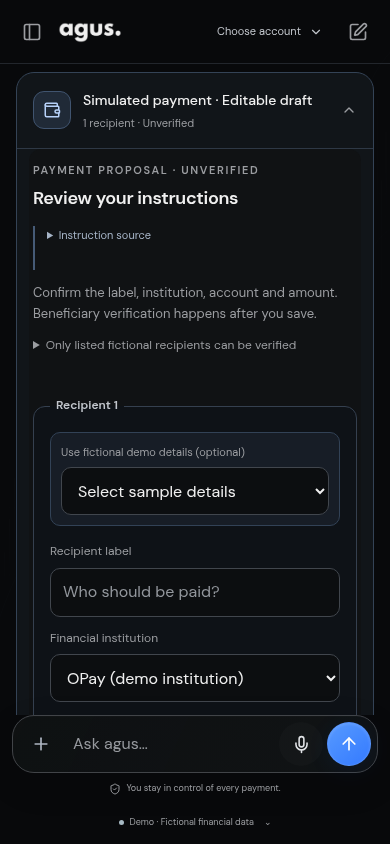 agus.
Choose account
Simulated payment · Editable draft
1 recipient · Unverified
PAYMENT PROPOSAL · UNVERIFIED
Review your instructions
Instruction source
Confirm the label, institution, account and amount.
Beneficiary verification happens after you save.
Only listed fictional recipients can be verified
Recipient 1
Use fictional demo details (optional)
Select sample details
Recipient label
Who should be paid?
Financial institution
OPay (demo institution)
Ask agus...
You stay in control of every payment.
Demo · Fictional financial data